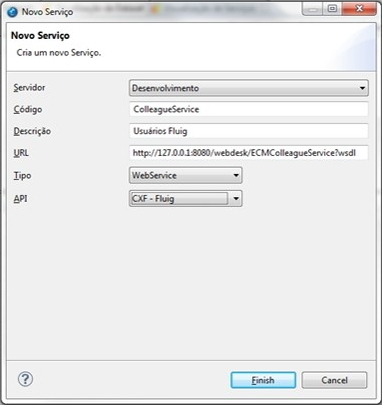 Novo Serviço
Novo Serviço
Cria um novo Serviço.
Servidor Desenvolvimento
Código ColleagueService
Descrição Usuários Fluig
URL http://127.0.0.1:8080/webdesk/ECMColleagueService?wsdl
Tipo WebService
API CXF - Fluig
? Finish Cancel